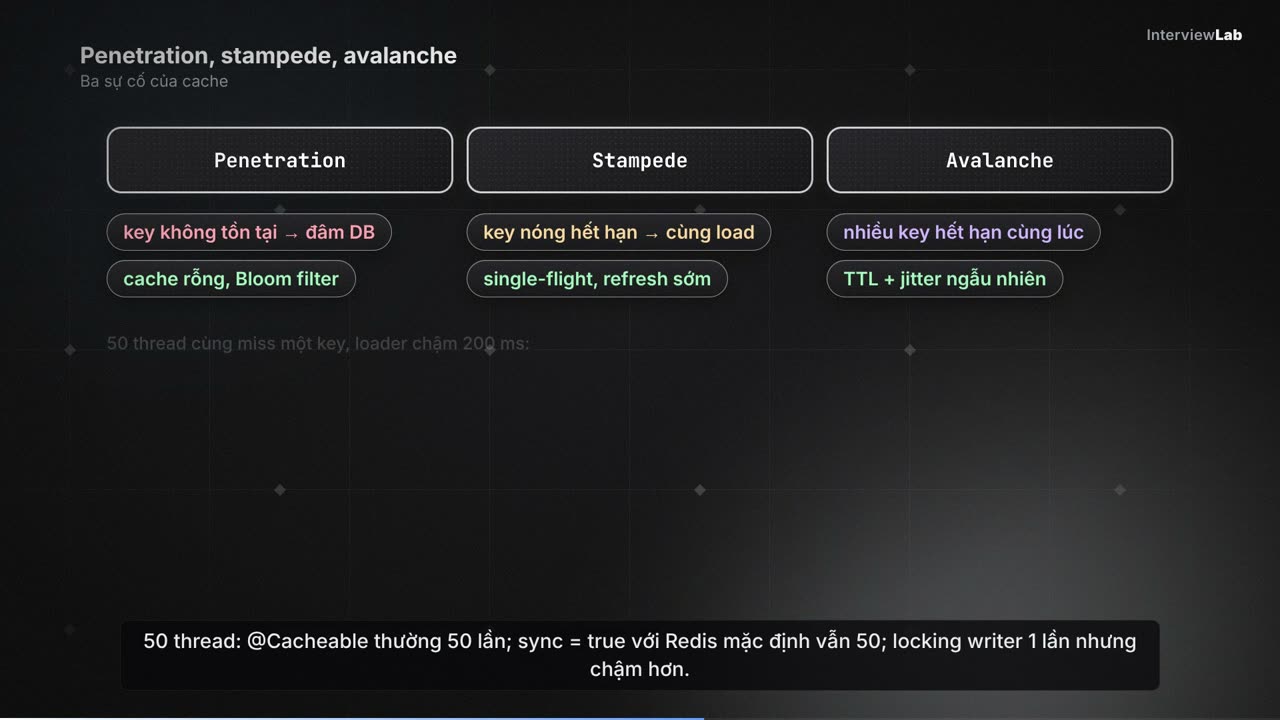 InterviewLab
Penetration, stampede, avalanche
Ba sự cố của cache
Penetration
Stampede
Avalanche
key không tồn tại → đâm DB
key nóng hết hạn → cùng load
nhiều key hết hạn cùng lúc
cache rỗng, Bloom filter
single-flight, refresh sớm
TTL + jitter ngẫu nhiên
50 thread cùng miss một key, loader chậm 200 ms:
50 thread: @Cacheable thường 50 lần; sync = true với Redis mặc định vẫn 50; locking writer 1 lần nhưng
chậm hơn.